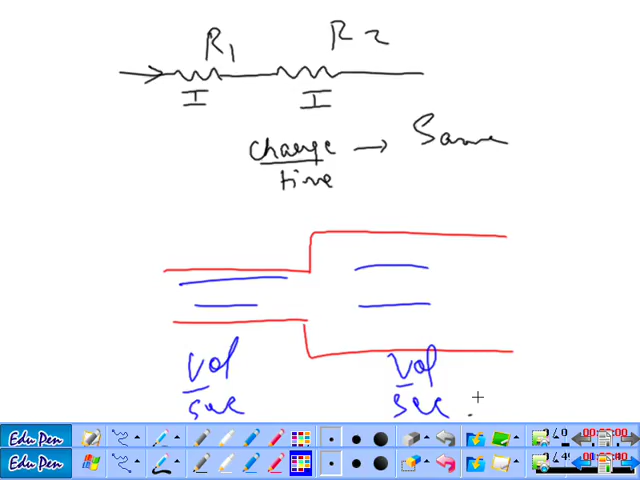 R1 R2
I I
charge → Same
time
Vol Vol
sec sec
Edu Pen
Edu Pen